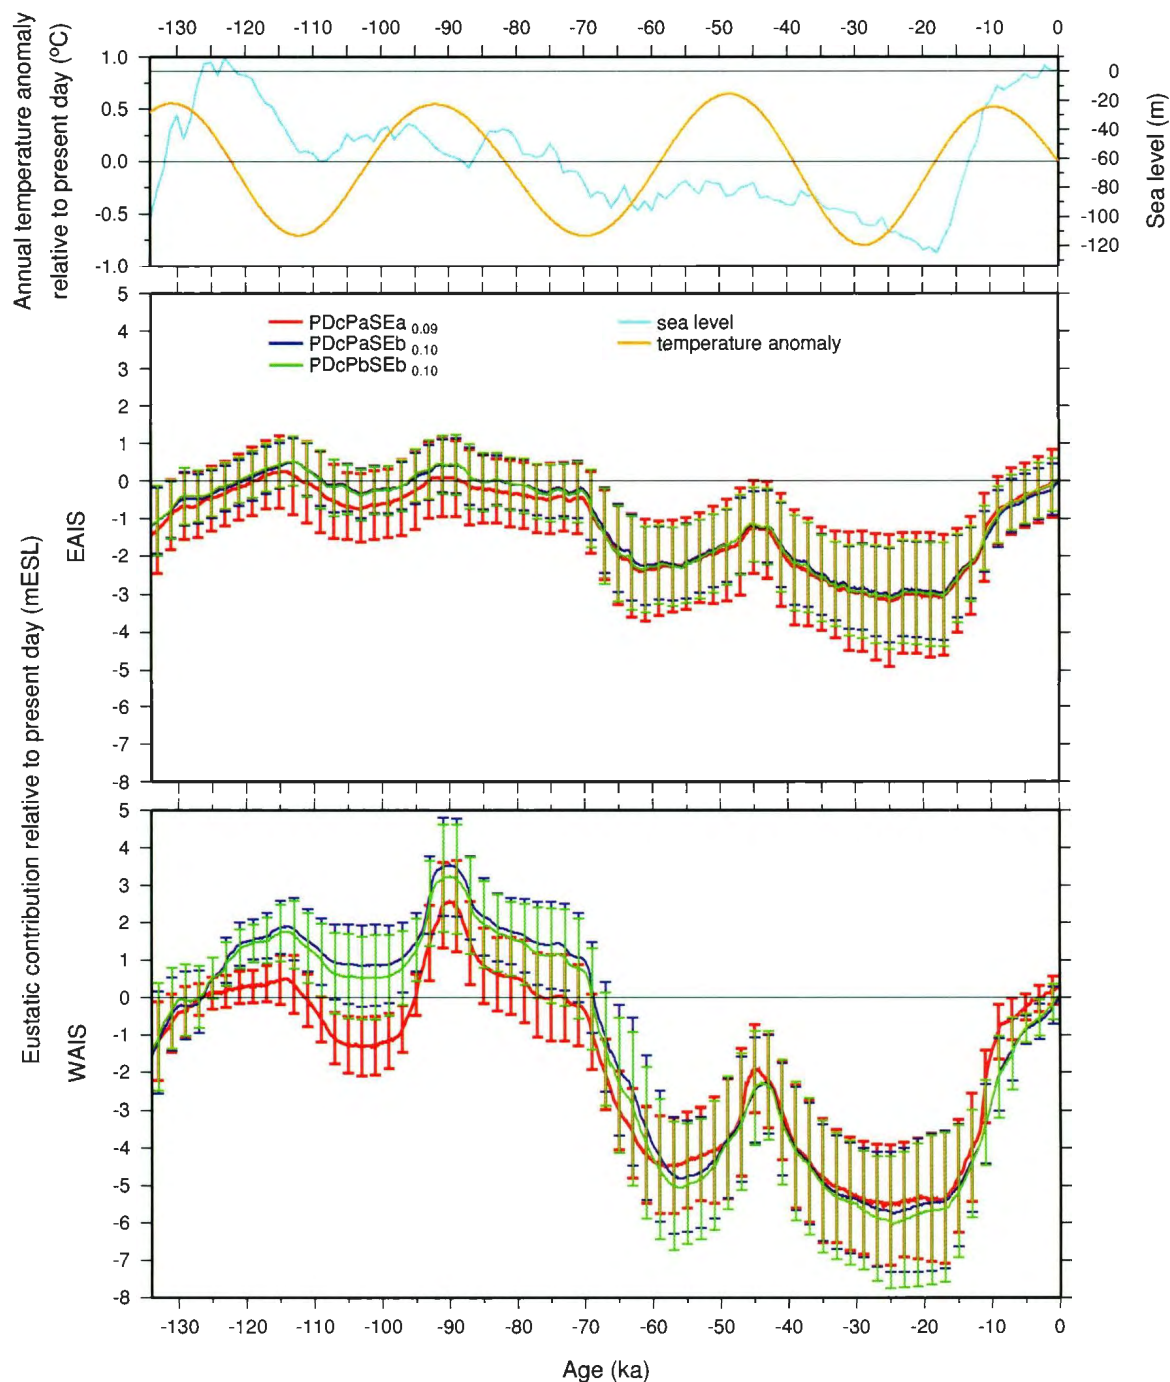 -130 -120 -110 -100 -90 -80 -70 -60 -50 -40 -30 -20 -10 0
Annual temperature anomaly
relative to present day (ºC)
1.0
0.5
0.0
-0.5
-1.0
0
-20
-40
-60
-80
-100
-120
Sea level (m)
Eustatic contribution relative to present day (mESL)
EAIS
5
4
3
2
1
0
-1
-2
-3
-4
-5
-6
-7
-8
PDcPaSEa 0.09
PDcPaSEb 0.10
PDcPbSEb 0.10
sea level
temperature anomaly
WAIS
5
4
3
2
1
0
-1
-2
-3
-4
-5
-6
-7
-8
-130 -120 -110 -100 -90 -80 -70 -60 -50 -40 -30 -20 -10 0
Age (ka)